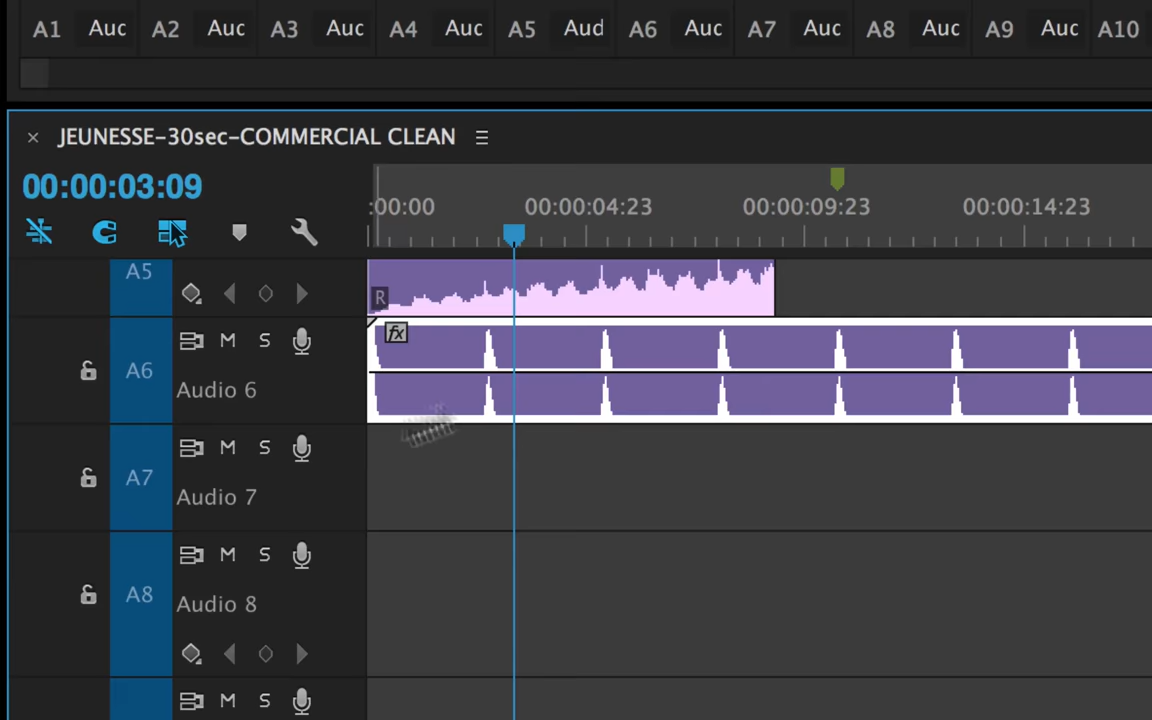 A1 Auc A2 Auc A3 Auc A4 Auc A5 Aud A6 Auc A7 Auc A8 Auc A9 Auc A10
× JEUNESSE-30sec-COMMERCIAL CLEAN
00:00:03:09
:00:00 00:00:04:23 00:00:09:23 00:00:14:23
A5
R
A6 M S
fx
Audio 6
A7 M S
Audio 7
A8 M S
Audio 8
M S